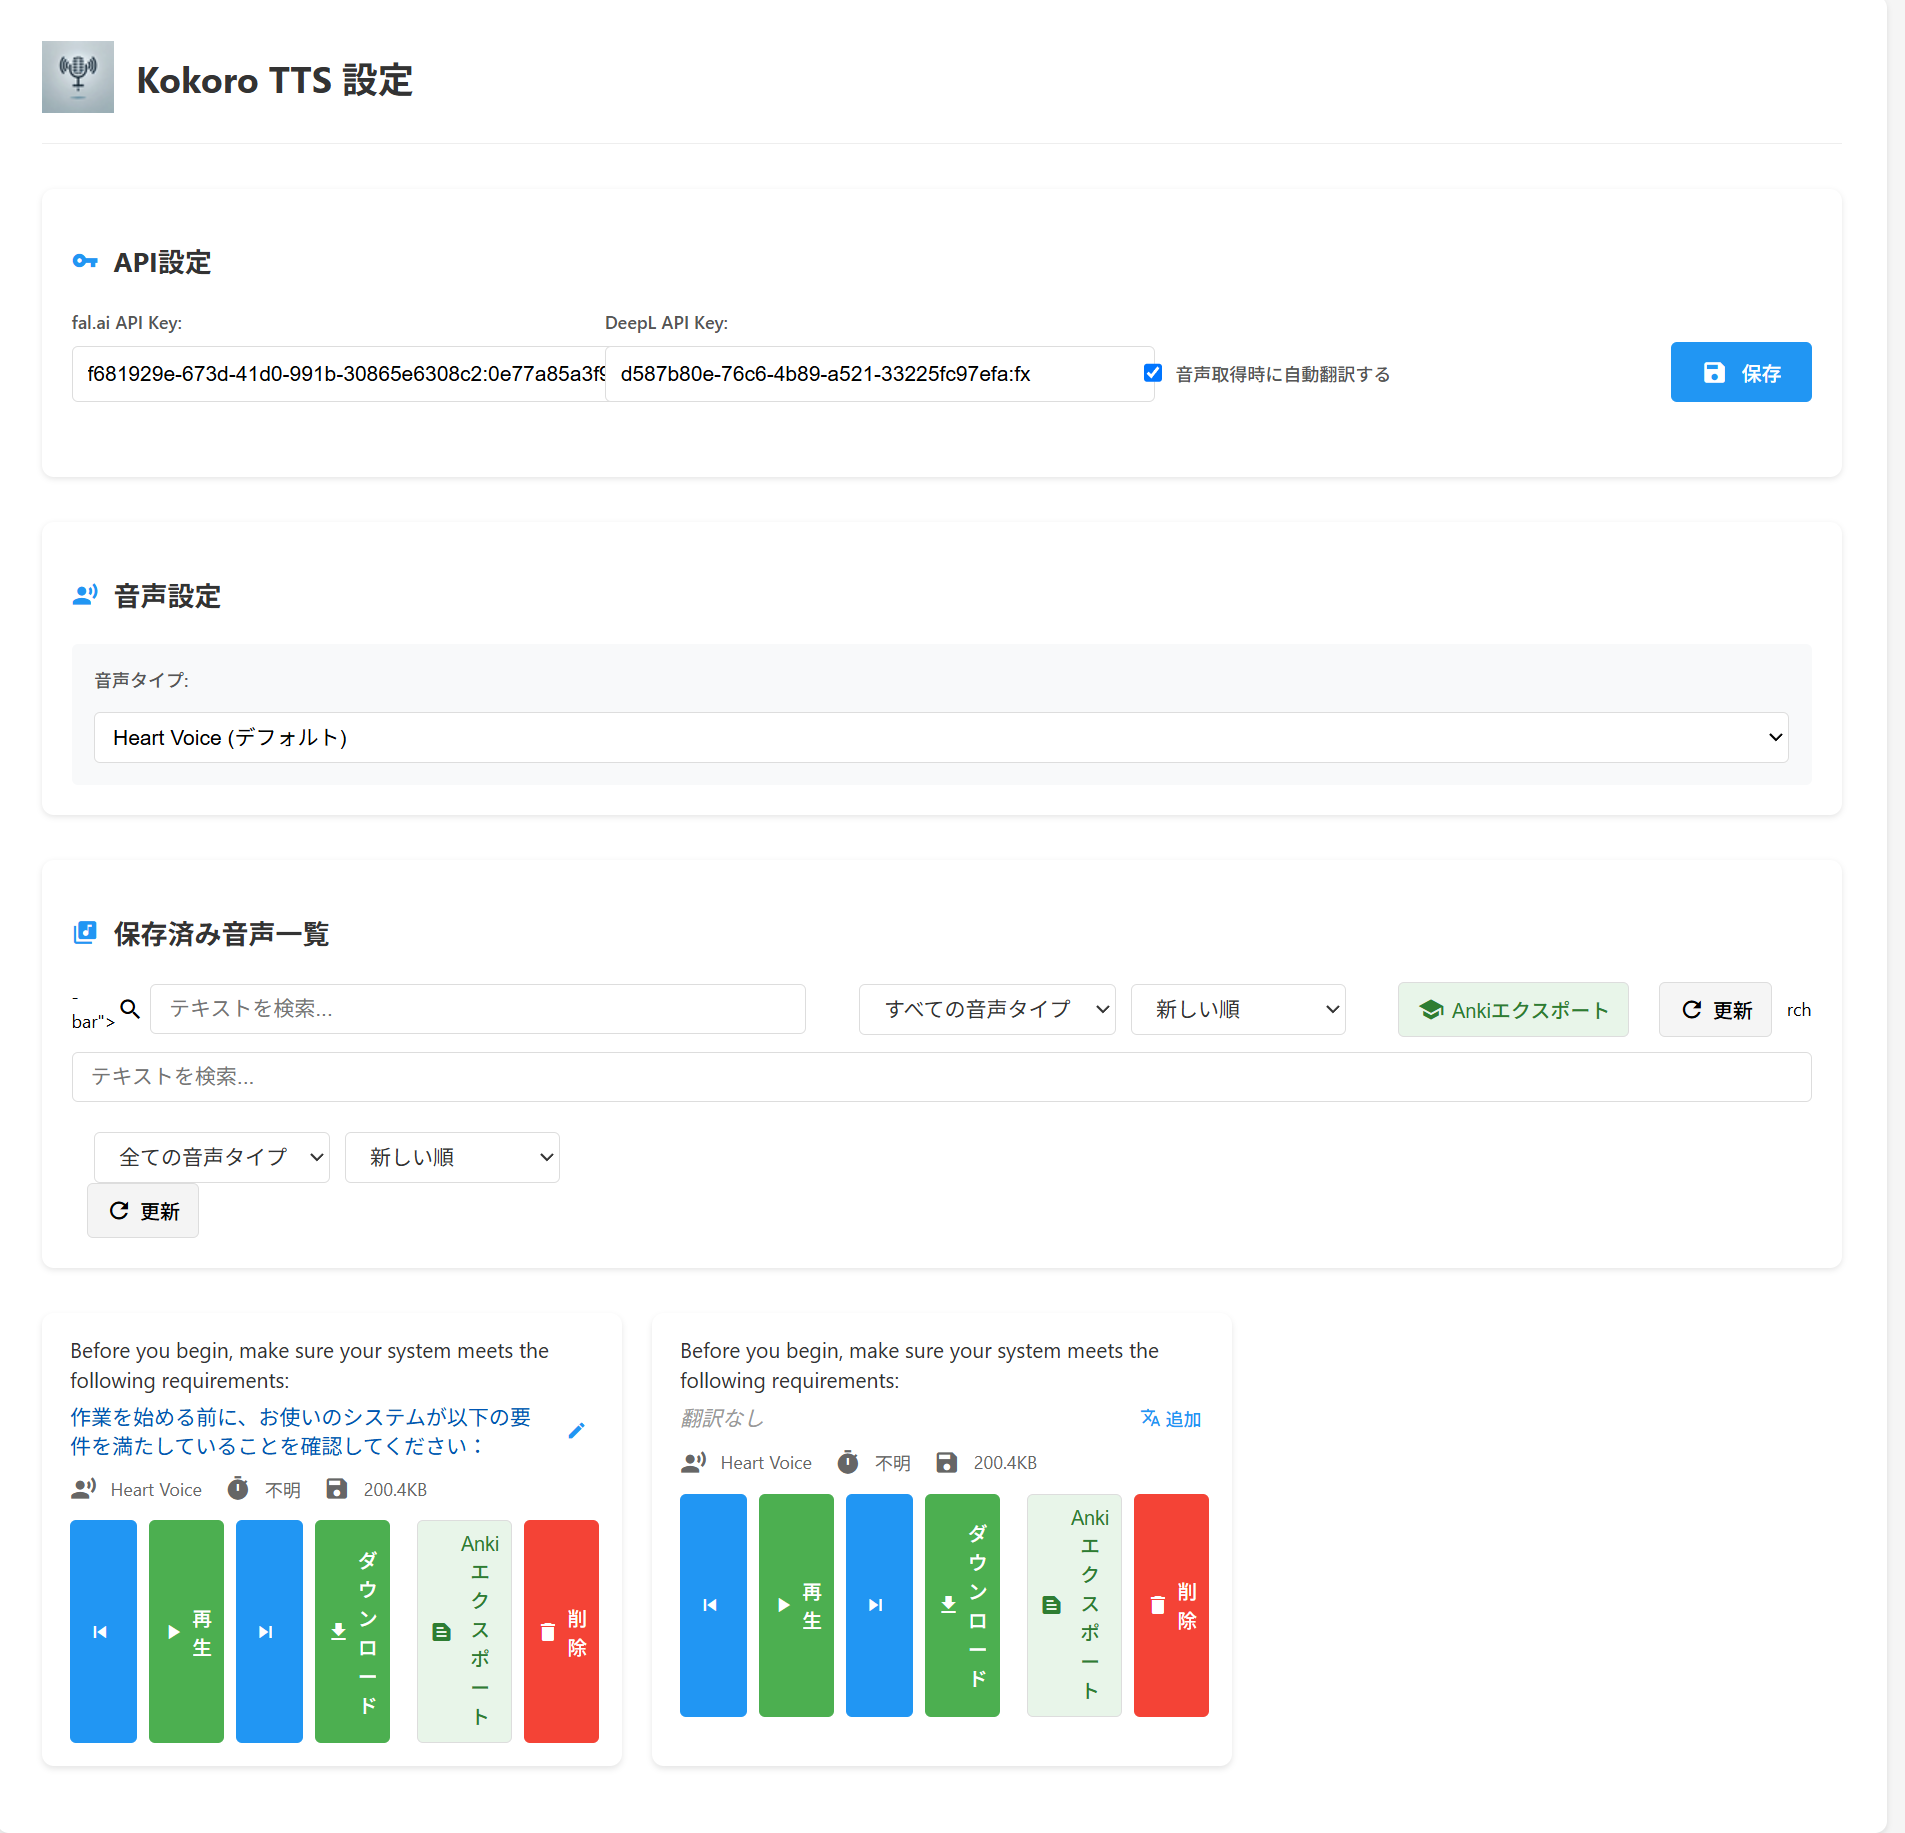 Kokoro TTS 設定
API設定
fal.ai API Key:
DeepL API Key:
f681929e-673d-41d0-991b-30865e6308c2:0e77a85a3f9
d587b80e-76c6-4b89-a521-33225fc97efa:fx
音声取得時に自動翻訳する
保存
音声設定
音声タイプ:
Heart Voice (デフォルト)
保存済み音声一覧
-
bar">
テキストを検索...
すべての音声タイプ
新しい順
Ankiエクスポート
更新
rch
テキストを検索...
全ての音声タイプ
新しい順
更新
Before you begin, make sure your system meets the
following requirements:
作業を始める前に、お使いのシステムが以下の要
件を満たしていることを確認してください：
Heart Voice
不明
200.4KB
再生
ダウンロード
Ankiエクスポート
削除
Before you begin, make sure your system meets the
following requirements:
翻訳なし
追加
Heart Voice
不明
200.4KB
再生
ダウンロード
Ankiエクスポート
削除